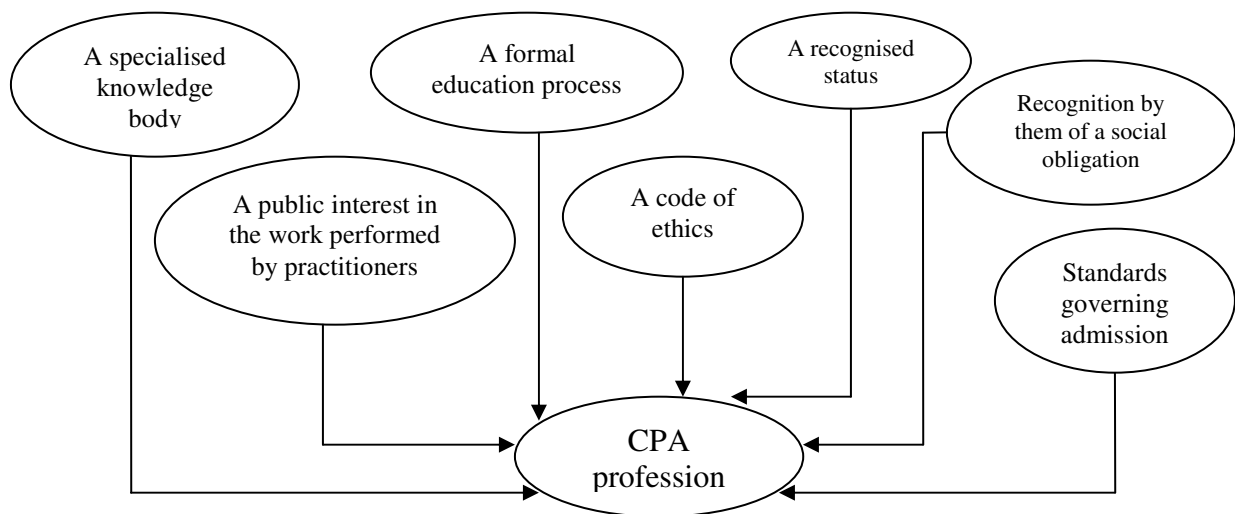 A specialised
knowledge
body
A formal
education process
A recognised
status
Recognition by
them of a social
obligation
A public interest in
the work performed
by practitioners
A code of
ethics
Standards
governing
admission
CPA
profession